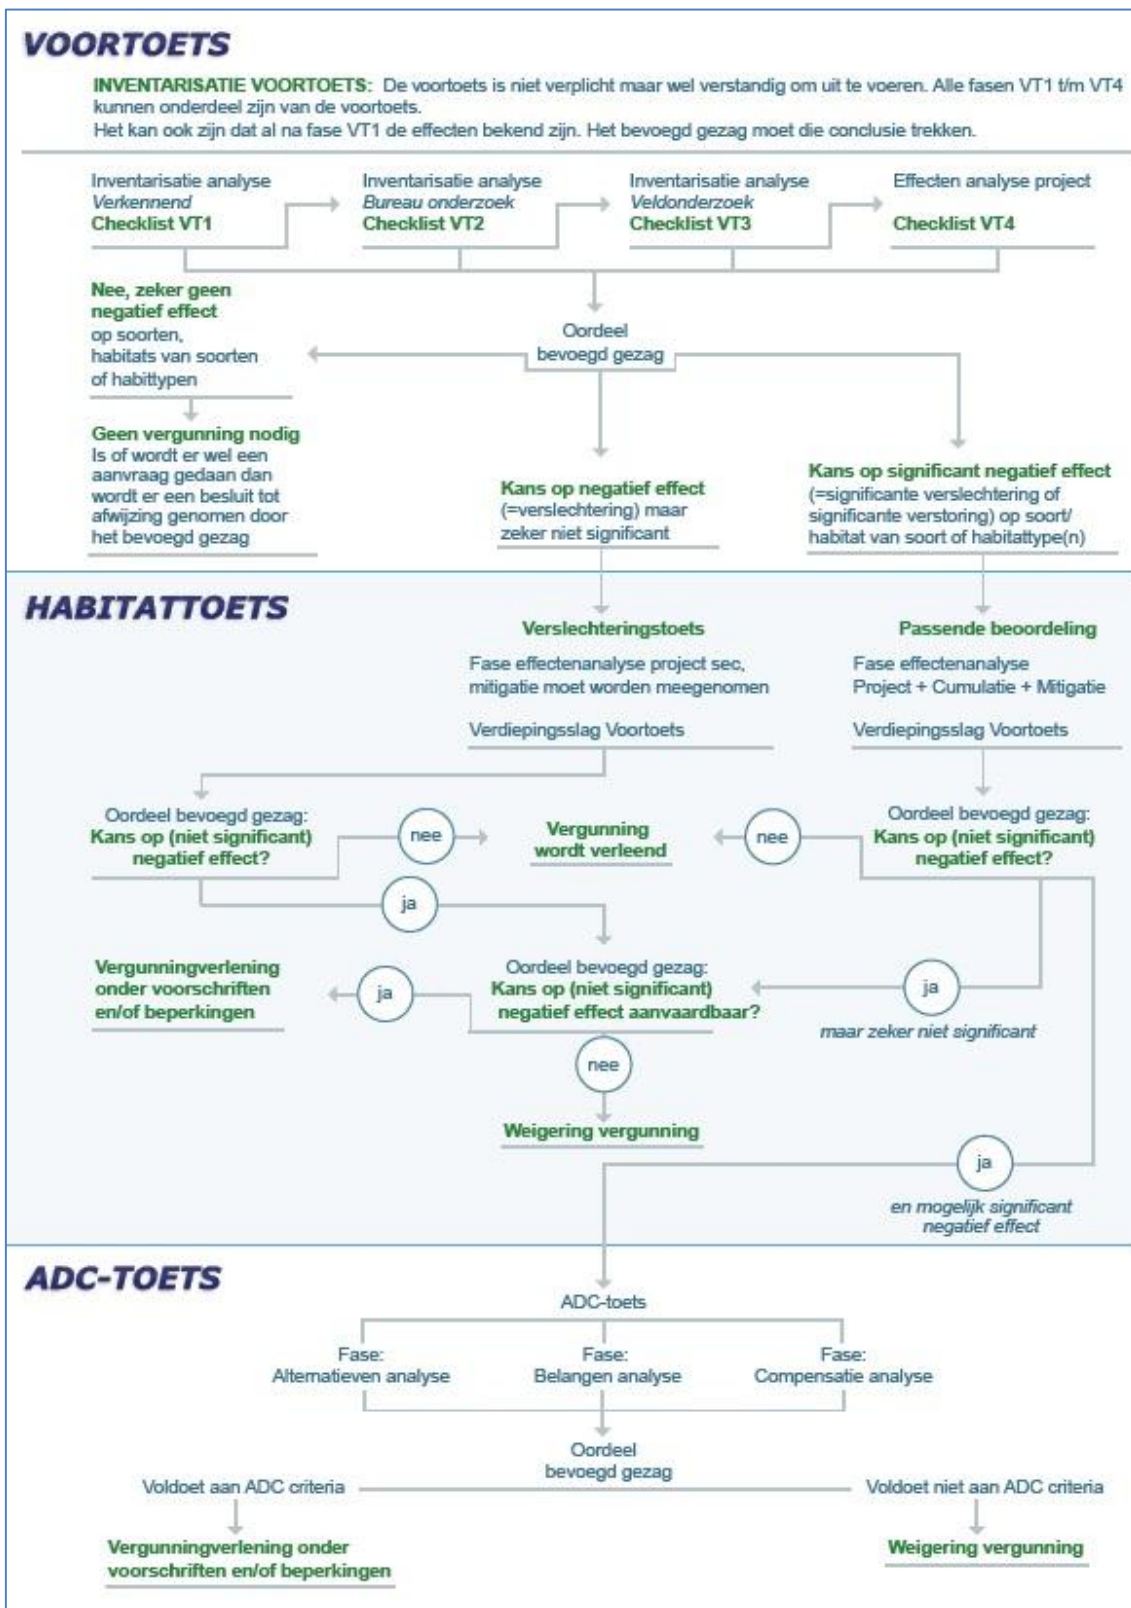 VOORTOETS
INVENTARISATIE VOORTOETS: De voortoets is niet verplicht maar wel verstandig om uit te voeren. Alle fasen VT1 t/m VT4
kunnen onderdeel zijn van de voortoets.
Het kan ook zijn dat al na fase VT1 de effecten bekend zijn. Het bevoegd gezag moet die conclusie trekken.
Inventarisatie analyse
Verkennend
Checklist VT1
Inventarisatie analyse
Bureau onderzoek
Checklist VT2
Inventarisatie analyse
Veldonderzoek
Checklist VT3
Effecten analyse project
Checklist VT4
Nee, zeker geen
negatief effect
op soorten,
habitats van soorten
of habittypen
Oordeel
bevoegd gezag
Geen vergunning nodig
Is of wordt er wel een
aanvraag gedaan dan
wordt er een besluit tot
afwijzing genomen door
het bevoegd gezag
Kans op negatief effect
(=verslechtering) maar
zeker niet significant
Kans op significant negatief effect
(=significante verslechtering of
significante verstoring) op soort/
habitat van soort of habitattype(n)
HABITATTOETS
Verslechteringstoets
Fase effectenanalyse project sec,
mitigatie moet worden meegenomen
Verdiepingsslag Voortoets
Passende beoordeling
Fase effectenanalyse
Project + Cumulatie + Mitigatie
Verdiepingsslag Voortoets
Oordeel bevoegd gezag:
Kans op (niet significant)
negatief effect?
nee
Vergunning
wordt verleend
nee
Oordeel bevoegd gezag:
Kans op (niet significant)
negatief effect?
ja
Vergunningverlening
onder voorschriften
en/of beperkingen
ja
Oordeel bevoegd gezag:
Kans op (niet significant)
negatief effect aanvaardbaar?
ja
maar zeker niet significant
nee
Weigering vergunning
ja
en mogelijk significant
negatief effect
ADC-TOETS
ADC-toets
Fase:
Alternatieven analyse
Fase:
Belangen analyse
Fase:
Compensatie analyse
Oordeel
bevoegd gezag
Voldoet aan ADC criteria
Voldoet niet aan ADC criteria
Vergunningverlening onder
voorschriften en/of beperkingen
Weigering vergunning